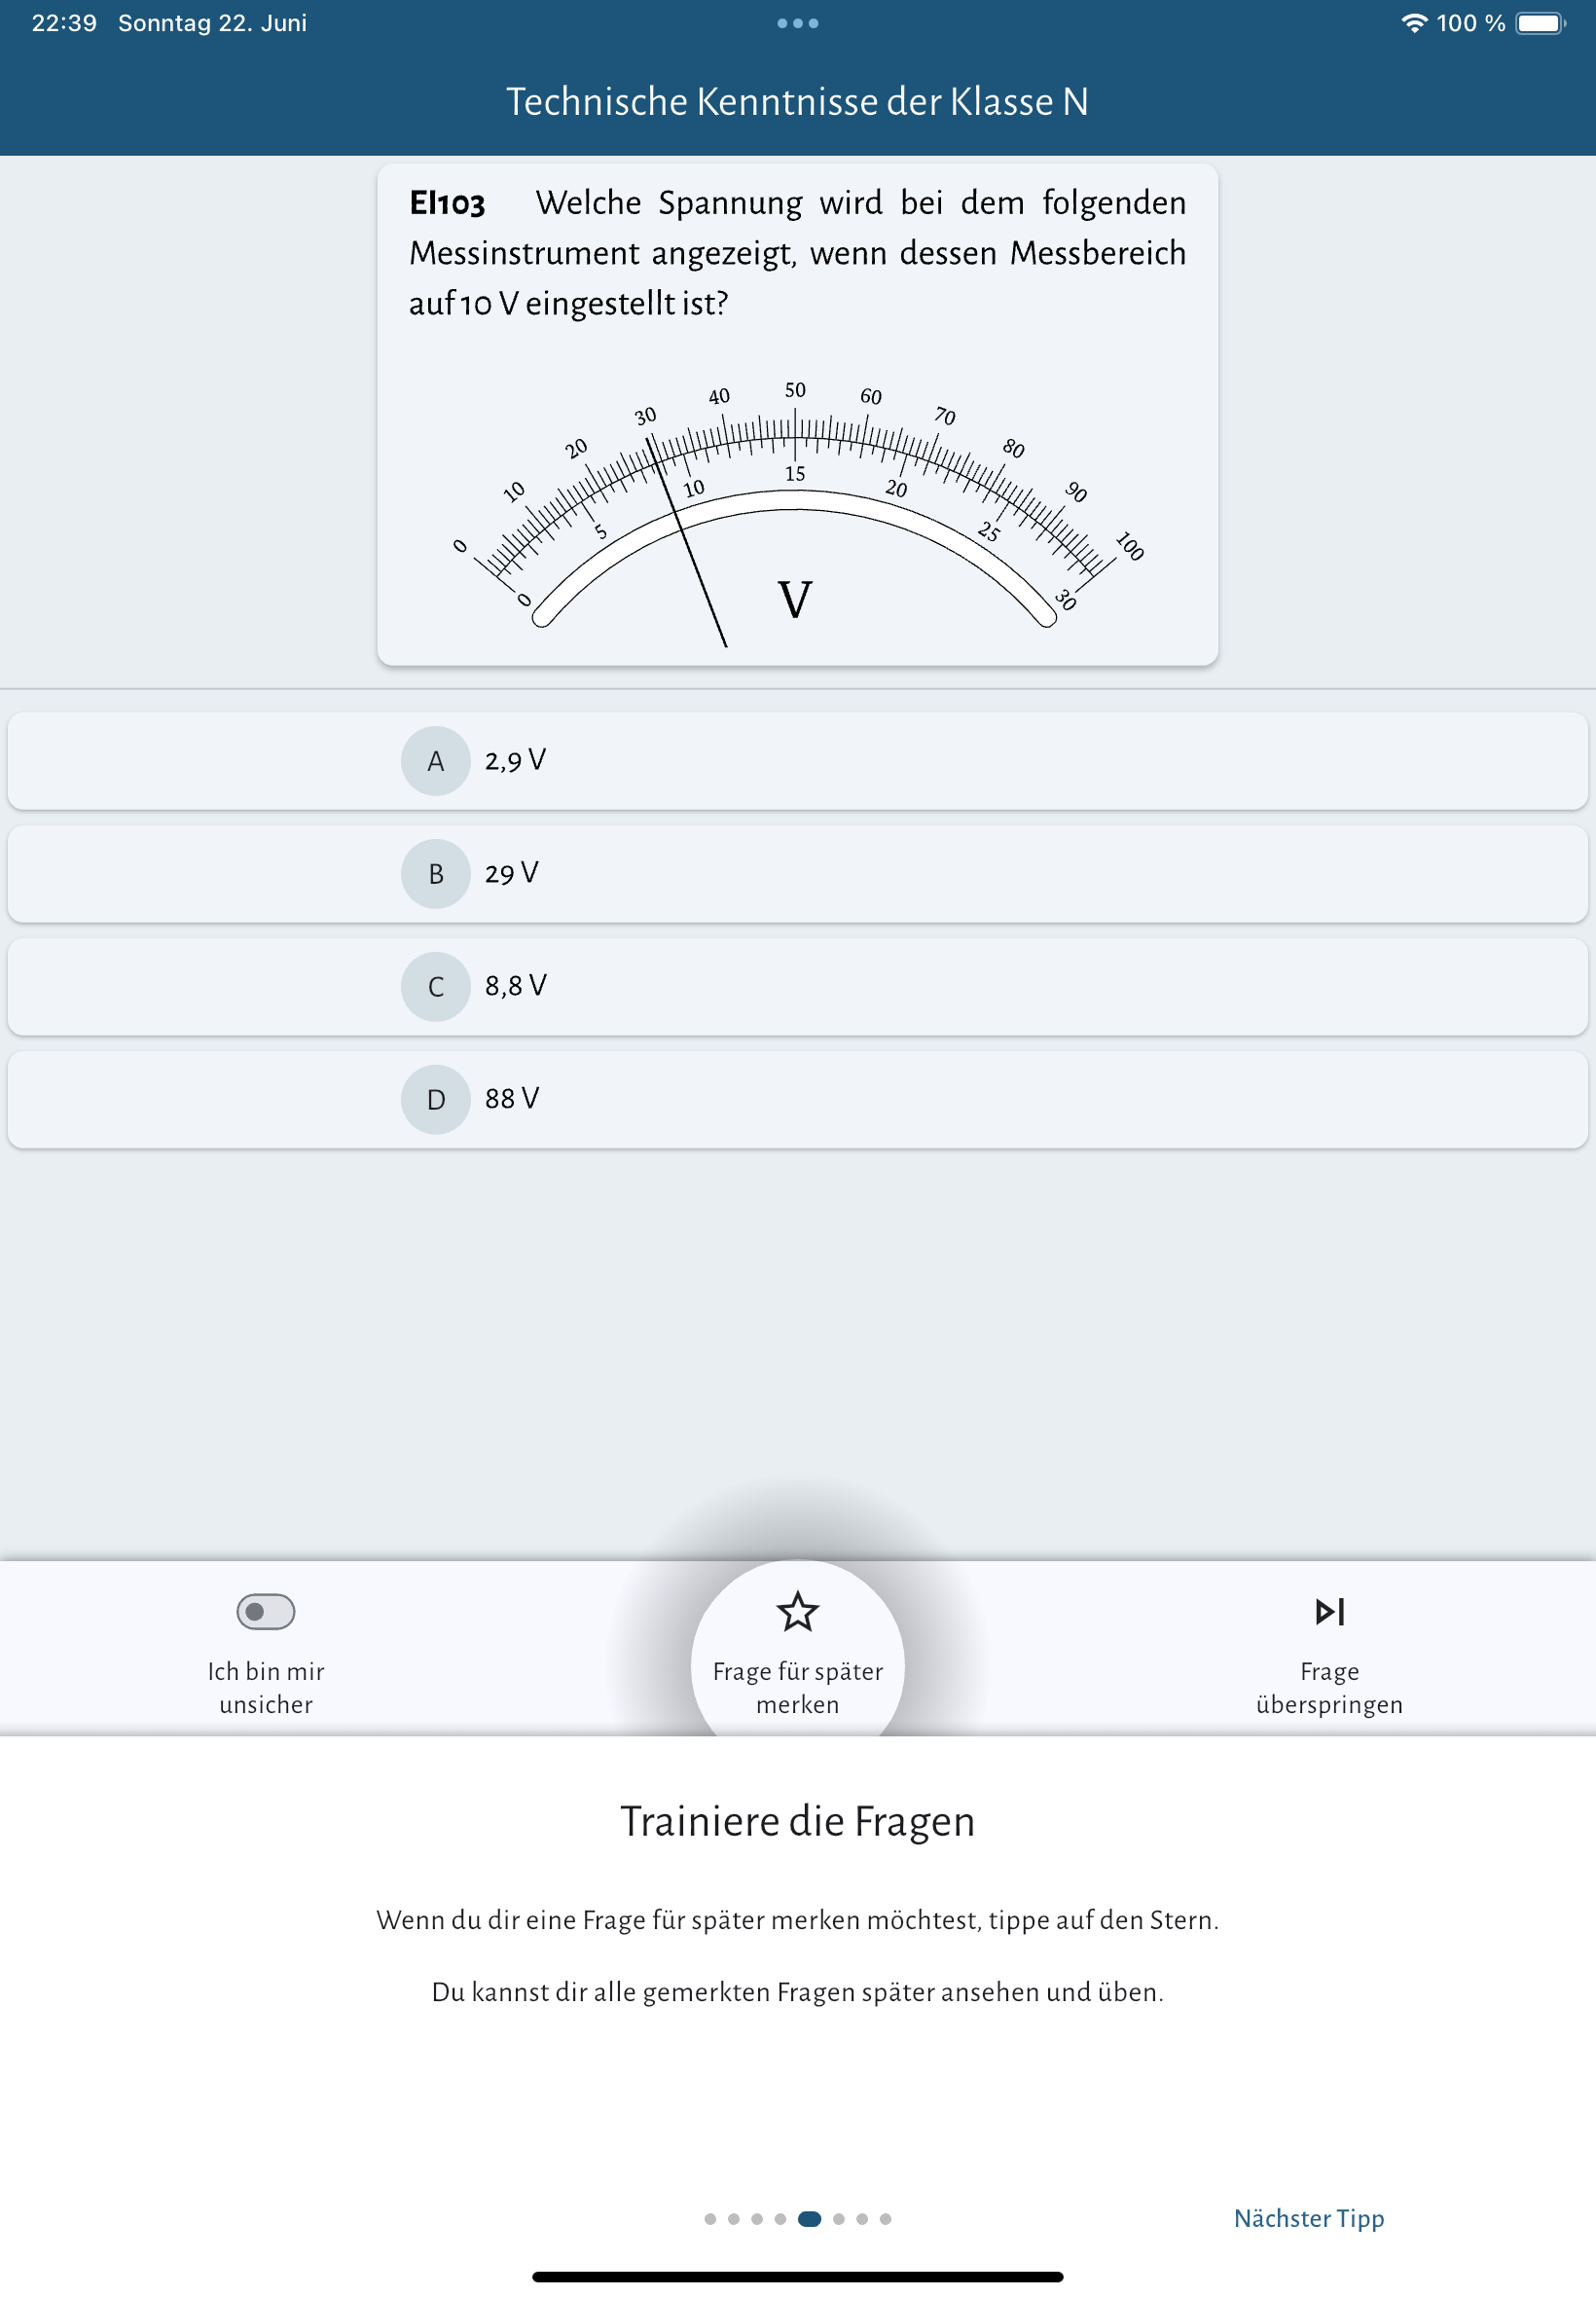 22:39 Sonntag 22. Juni
100 %
Technische Kenntnisse der Klasse N
EI103 Welche Spannung wird bei dem folgenden
Messinstrument angezeigt, wenn dessen Messbereich
auf 10 V eingestellt ist?
0 10 20 30 40 50 60 70 80 90 100
0 5 10 15 20 25 30
V
A 2,9 V
B 29 V
C 8,8 V
D 88 V
Ich bin mir
unsicher
Frage für später
merken
Frage
überspringen
Trainiere die Fragen
Wenn du dir eine Frage für später merken möchtest, tippe auf den Stern.
Du kannst dir alle gemerkten Fragen später ansehen und üben.
Nächster Tipp